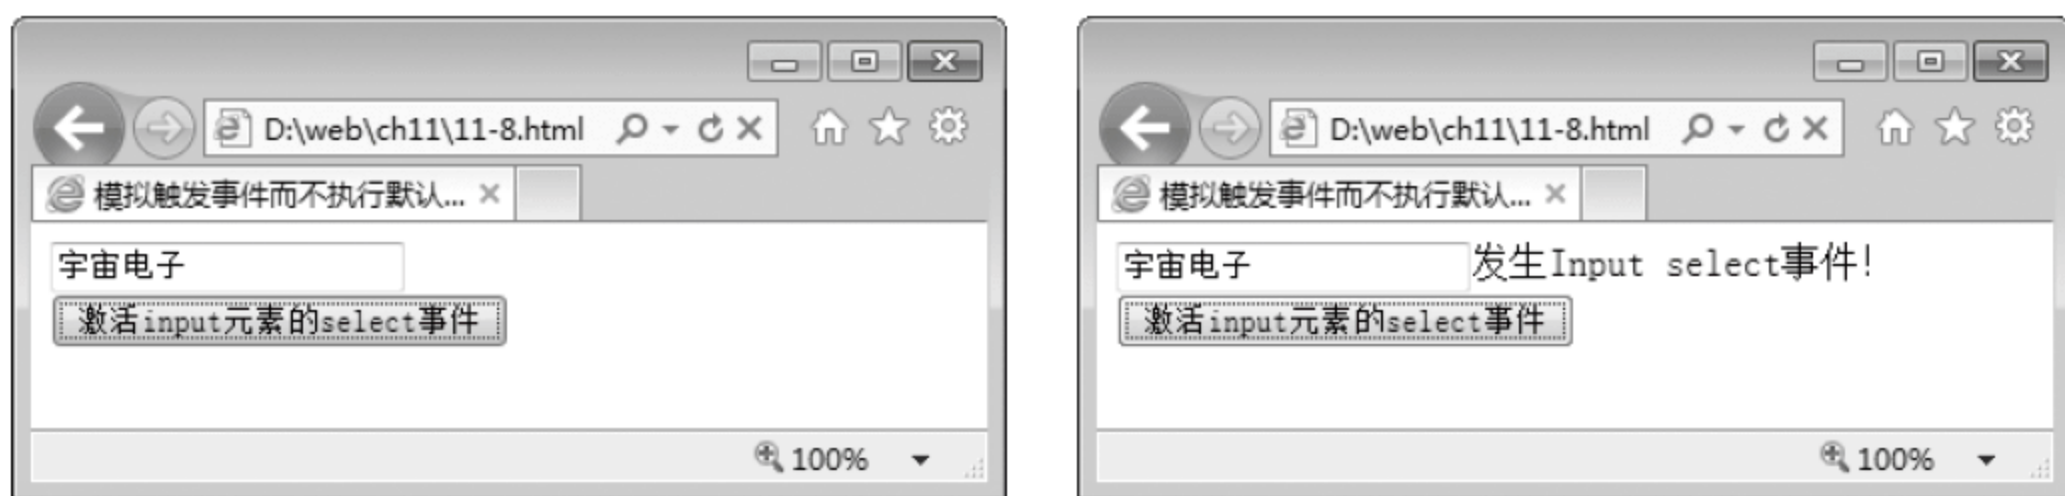 D:\web\ch11\11-8.html
模拟触发事件而不执行默认...
宇宙电子
激活input元素的select事件
100%
D:\web\ch11\11-8.html
模拟触发事件而不执行默认...
宇宙电子发生Input select事件!
激活input元素的select事件
100%